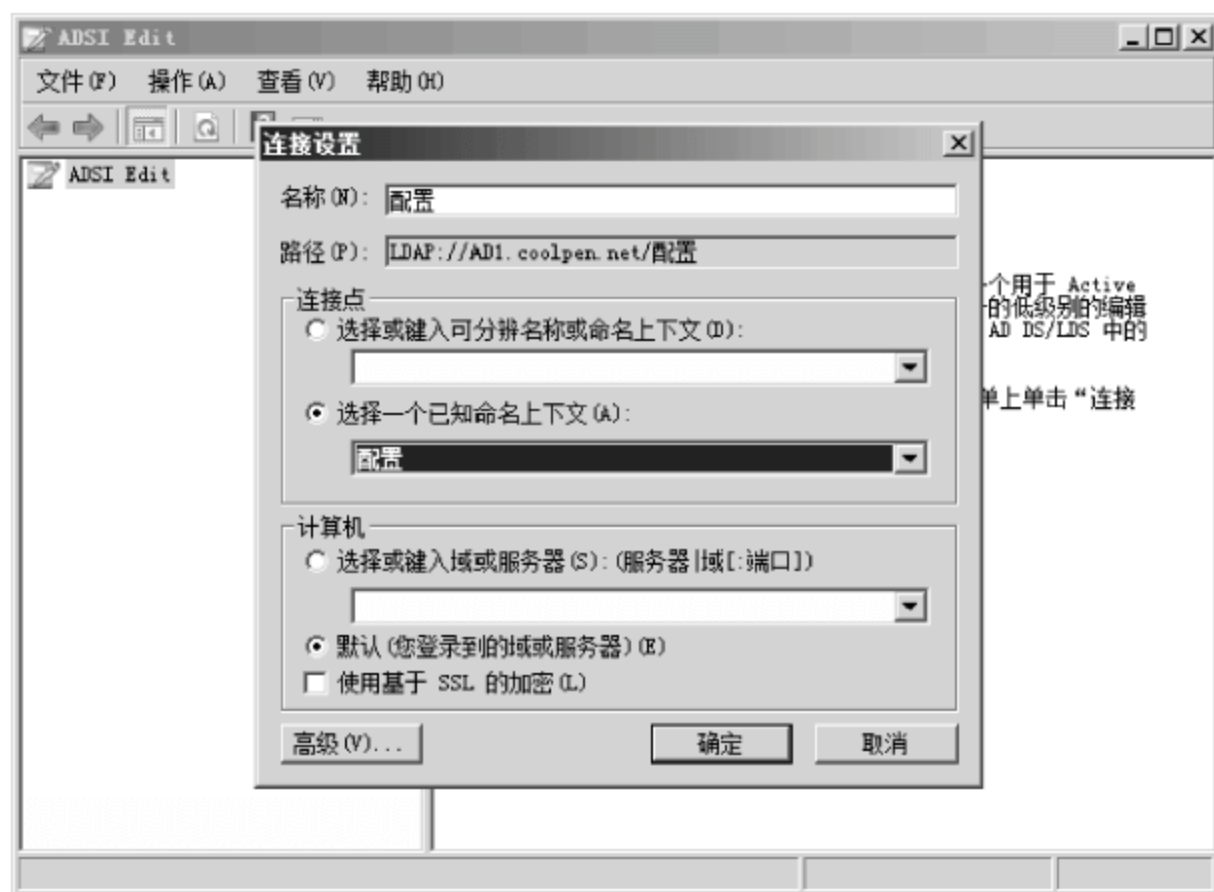 ADSI Edit
文件(F) 操作(A) 查看(V) 帮助(H)
ADSI Edit
连接设置
名称(N): 配置
路径(P): LDAP://AD1.coolpen.net/配置
连接点
选择或键入可分辨名称或命名上下文(D):
选择一个已知命名上下文(A):
配置
计算机
选择或键入域或服务器(S):(服务器|域[:端口])
默认(您登录到的域或服务器)(E)
使用基于 SSL 的加密(L)
高级(V)... 确定 取消
个用于 Active
的低级别的编辑
AD DS/LDS 中的
单上单击“连接